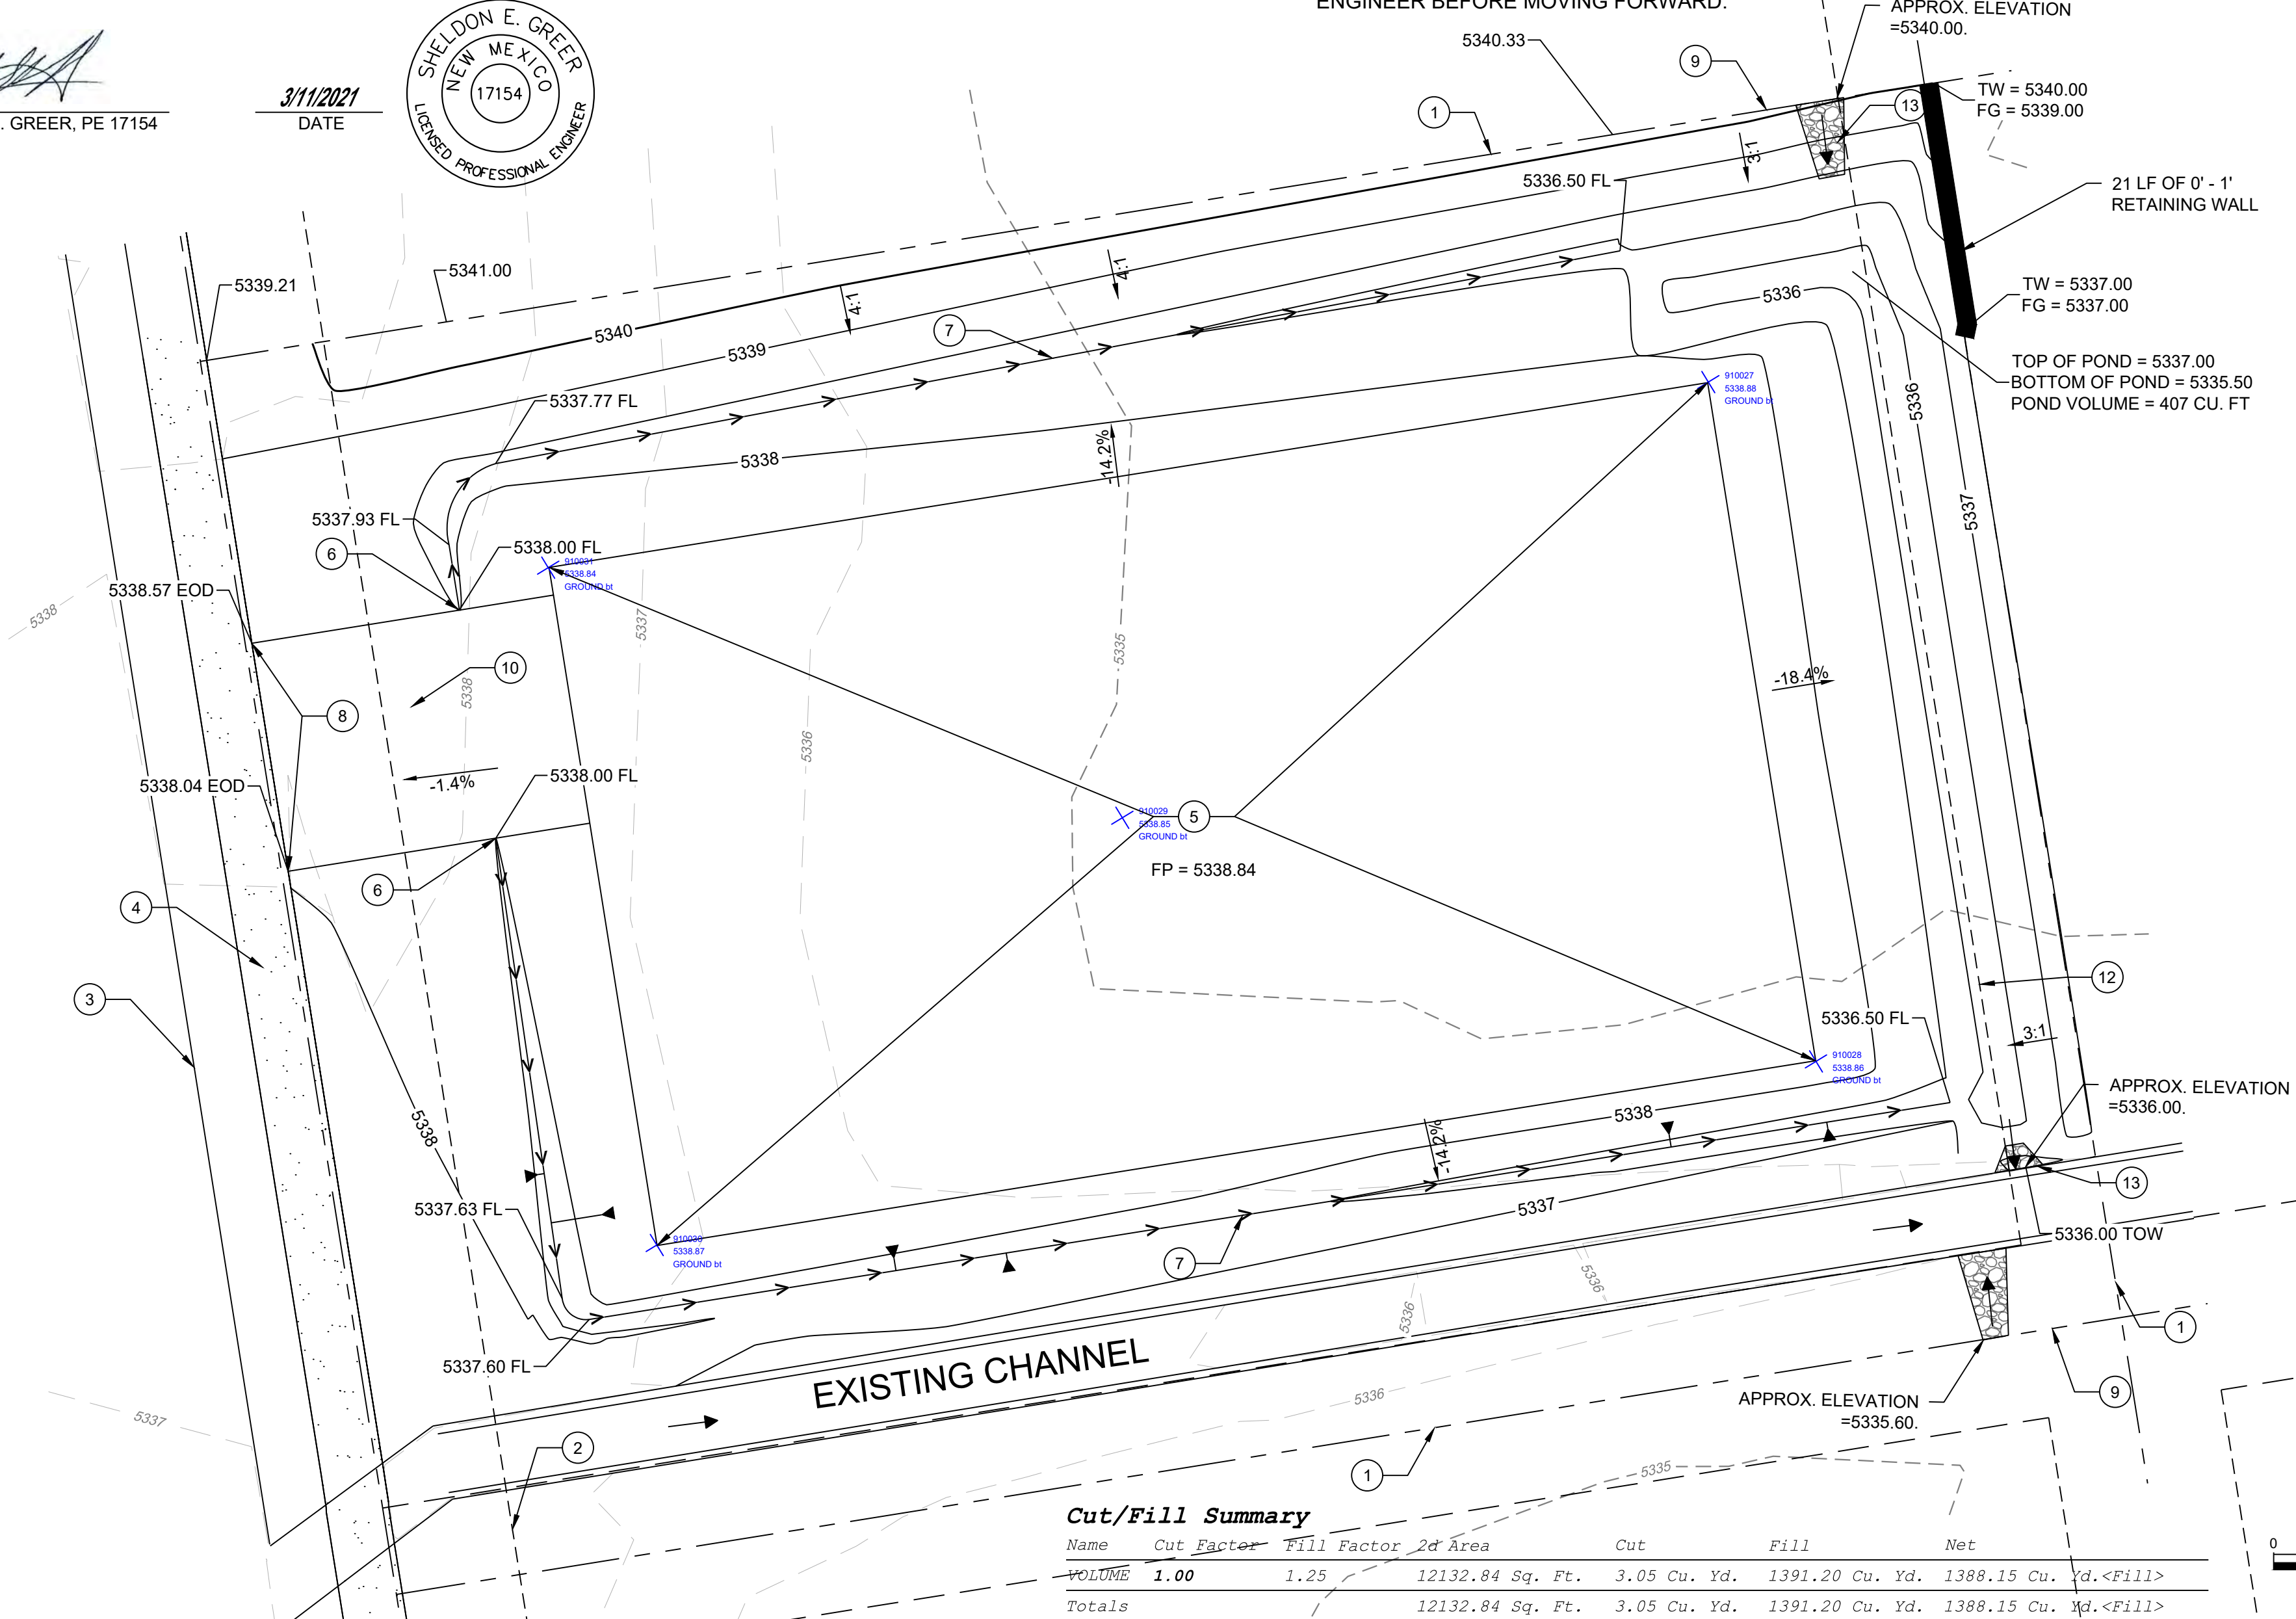 ENGINEER BEFORE MOVING FORWARD.
APPROX. ELEVATION
=5340.00.
SHELDON E. GREER
NEW MEXICO
17154
LICENSED PROFESSIONAL ENGINEER
3/11/2021
DATE
. GREER, PE 17154
5340.33
9
1
13
TW = 5340.00
FG = 5339.00
3:1
5336.50 FL
21 LF OF 0' - 1'
RETAINING WALL
5339.21
5341.00
4:1
4:1
5340
5339
7
5336
TW = 5337.00
FG = 5337.00
TOP OF POND = 5337.00
BOTTOM OF POND = 5335.50
POND VOLUME = 407 CU. FT
5336
910027
5338.88
GROUND bt
5337.77 FL
5338
-14.2%
5337
5337.93 FL
6
5338.00 FL
910031
5338.84
GROUND bt
5338.57 EOD
5338
5337
5335
10
5338
-18.4%
8
5336
-1.4%
5338.00 FL
5338.04 EOD
910029
5338.85
GROUND bt
5
FP = 5338.84
6
4
12
3
5336.50 FL
3:1
910028
5338.86
GROUND bt
APPROX. ELEVATION
=5336.00.
5338
5338
-14.2%
13
5337.63 FL
5337
5336.00 TOW
910030
5338.87
GROUND bt
7
5336
5336
1
5337.60 FL
EXISTING CHANNEL
5336
9
APPROX. ELEVATION
=5335.60.
5337
2
1
5335
Cut/Fill Summary
Name Cut Factor Fill Factor 2d Area Cut Fill Net
VOLUME 1.00 1.25 12132.84 Sq. Ft. 3.05 Cu. Yd. 1391.20 Cu. Yd. 1388.15 Cu. Yd.<Fill>
Totals 12132.84 Sq. Ft. 3.05 Cu. Yd. 1391.20 Cu. Yd. 1388.15 Cu. Yd.<Fill>
0